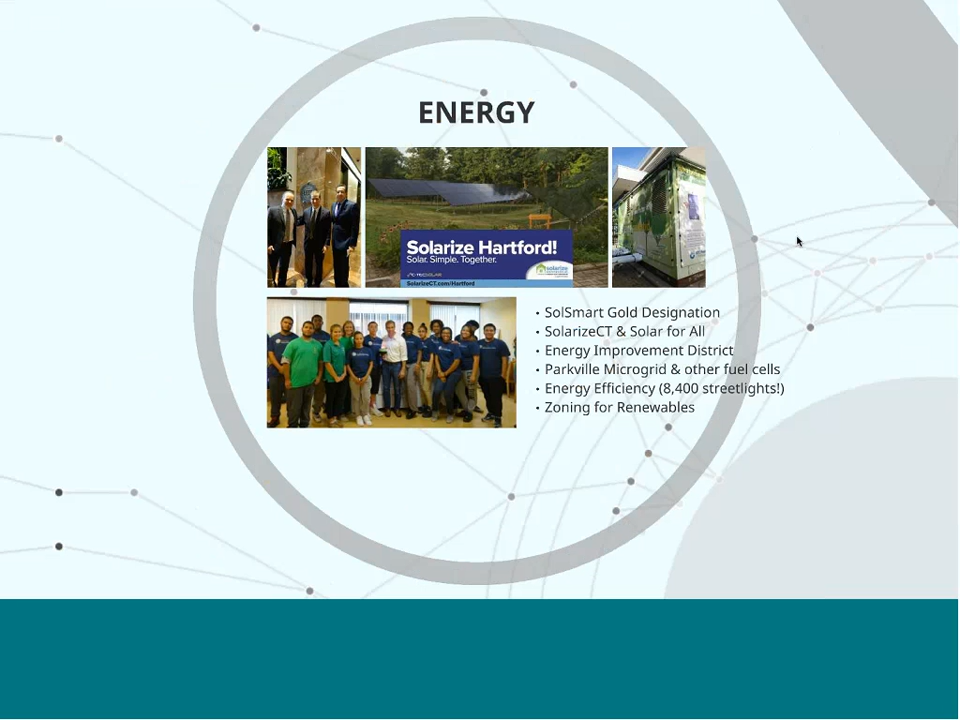 ENERGY
Solarize Hartford!
Solar. Simple. Together.
SolarizeCT.com/Hartford
• SolSmart Gold Designation
• SolarizeCT & Solar for All
• Energy Improvement District
• Parkville Microgrid & other fuel cells
• Energy Efficiency (8,400 streetlights!)
• Zoning for Renewables